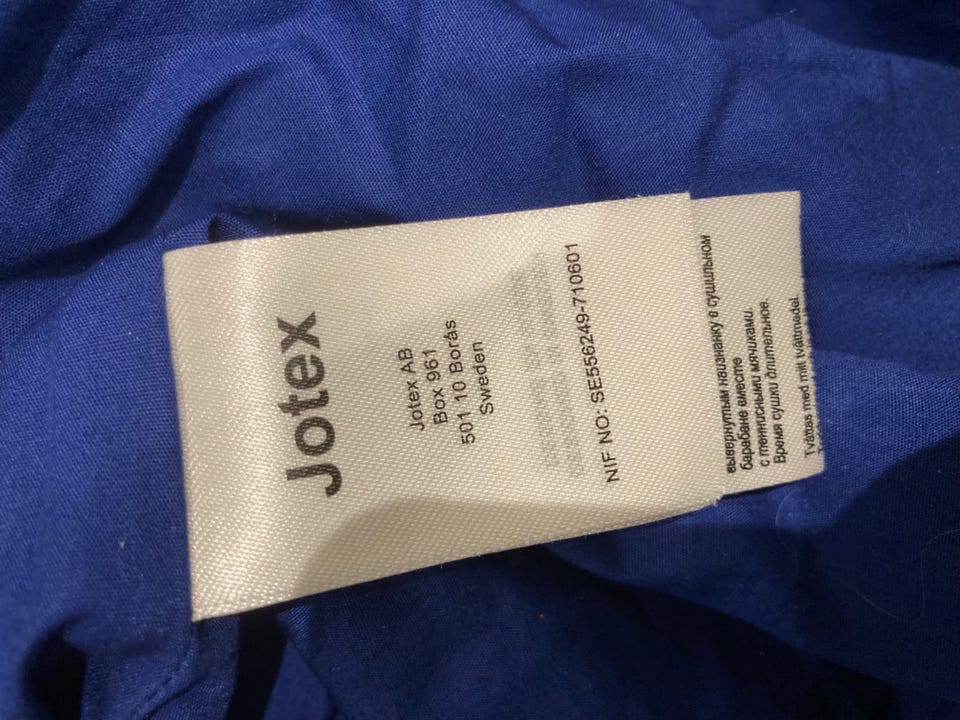 Jotex
Jotex AB
Box 961
501 10 Borås
Sweden
NIF NO: SE556249-710601
вывернутым наизнанку в сушильном
барабане вместе
с теннисными мячиками.
Время сушки длительное.
Tvättas med milt tvättmedel.